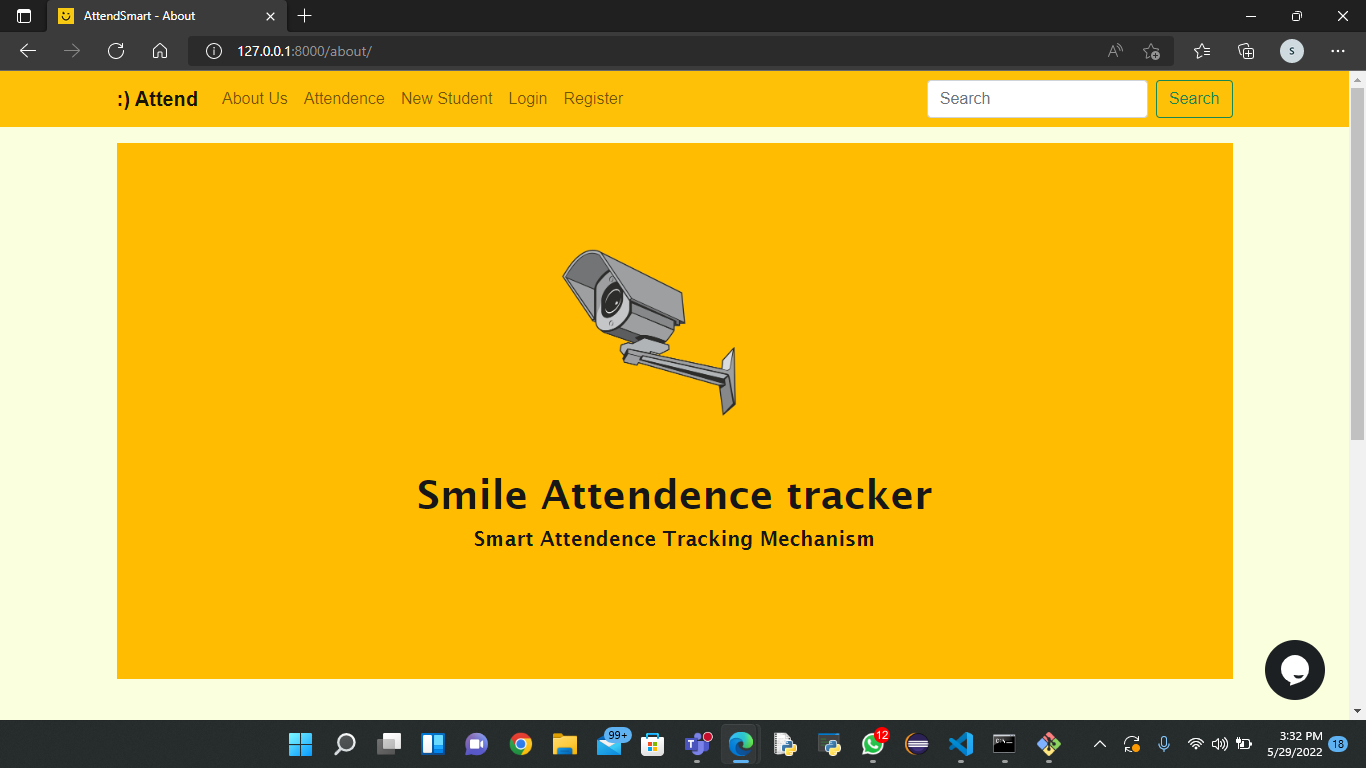 AttendSmart - About
127.0.0.1:8000/about/
S
:) Attend About Us Attendence New Student Login Register Search Search
Smile Attendence tracker
Smart Attendence Tracking Mechanism
99+
12
3:32 PM
5/29/2022
18